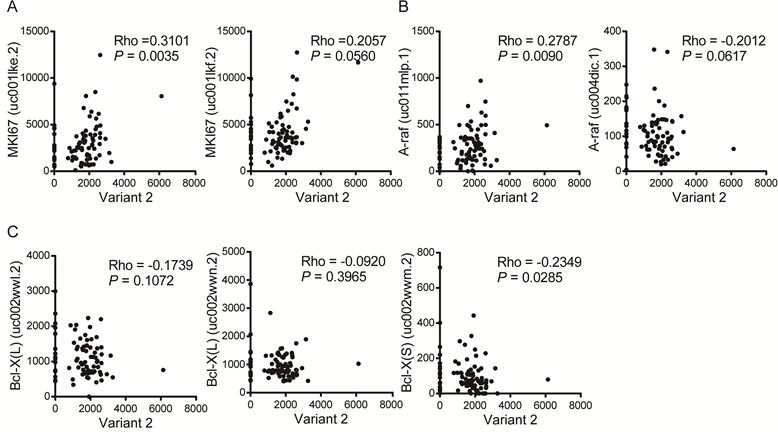 A
B
Rho =0.3101
P = 0.0035
MKI67 (uc001lke.2)
15000
10000
5000
0
0 2000 4000 6000 8000
Variant 2
Rho =0.2057
P = 0.0560
MKI67 (uc001lkf.2)
15000
10000
5000
0
0 2000 4000 6000 8000
Variant 2
Rho = 0.2787
P = 0.0090
A-raf (uc011mlp.1)
1500
1000
500
0
0 2000 4000 6000 8000
Variant 2
Rho = -0.2012
P = 0.0617
A-raf (uc004dic.1)
400
300
200
100
0
0 2000 4000 6000 8000
Variant 2
C
Rho = -0.1739
P = 0.1072
Bcl-X(L) (uc002wwl.2)
4000
3000
2000
1000
0
0 2000 4000 6000 8000
Variant 2
Rho = -0.0920
P = 0.3965
Bcl-X(L) (uc002wwn.2)
5000
4000
3000
2000
1000
0
0 2000 4000 6000 8000
Variant 2
Rho = -0.2349
P = 0.0285
Bcl-X(S) (uc002wwm.2)
800
600
400
200
0
0 2000 4000 6000 8000
Variant 2